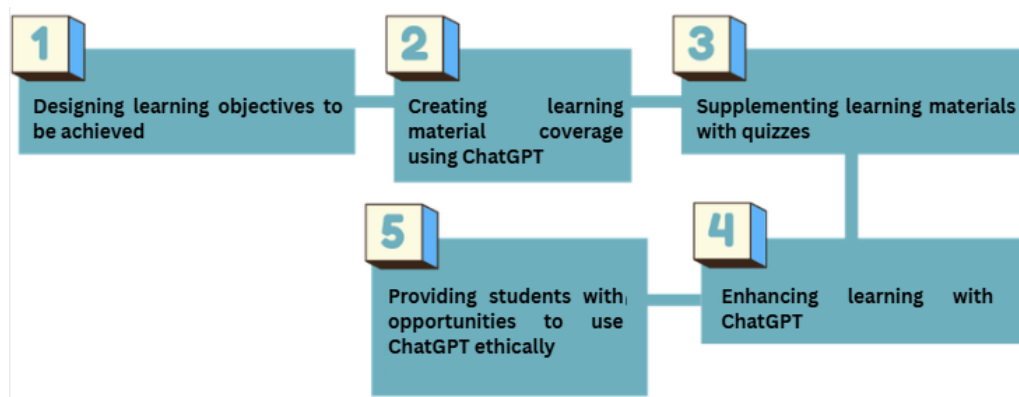 1
Designing learning objectives to
be achieved
2
Creating learning
material coverage
using ChatGPT
3
Supplementing learning materials
with quizzes
4
Enhancing learning with
ChatGPT
5
Providing students with
opportunities to use
ChatGPT ethically